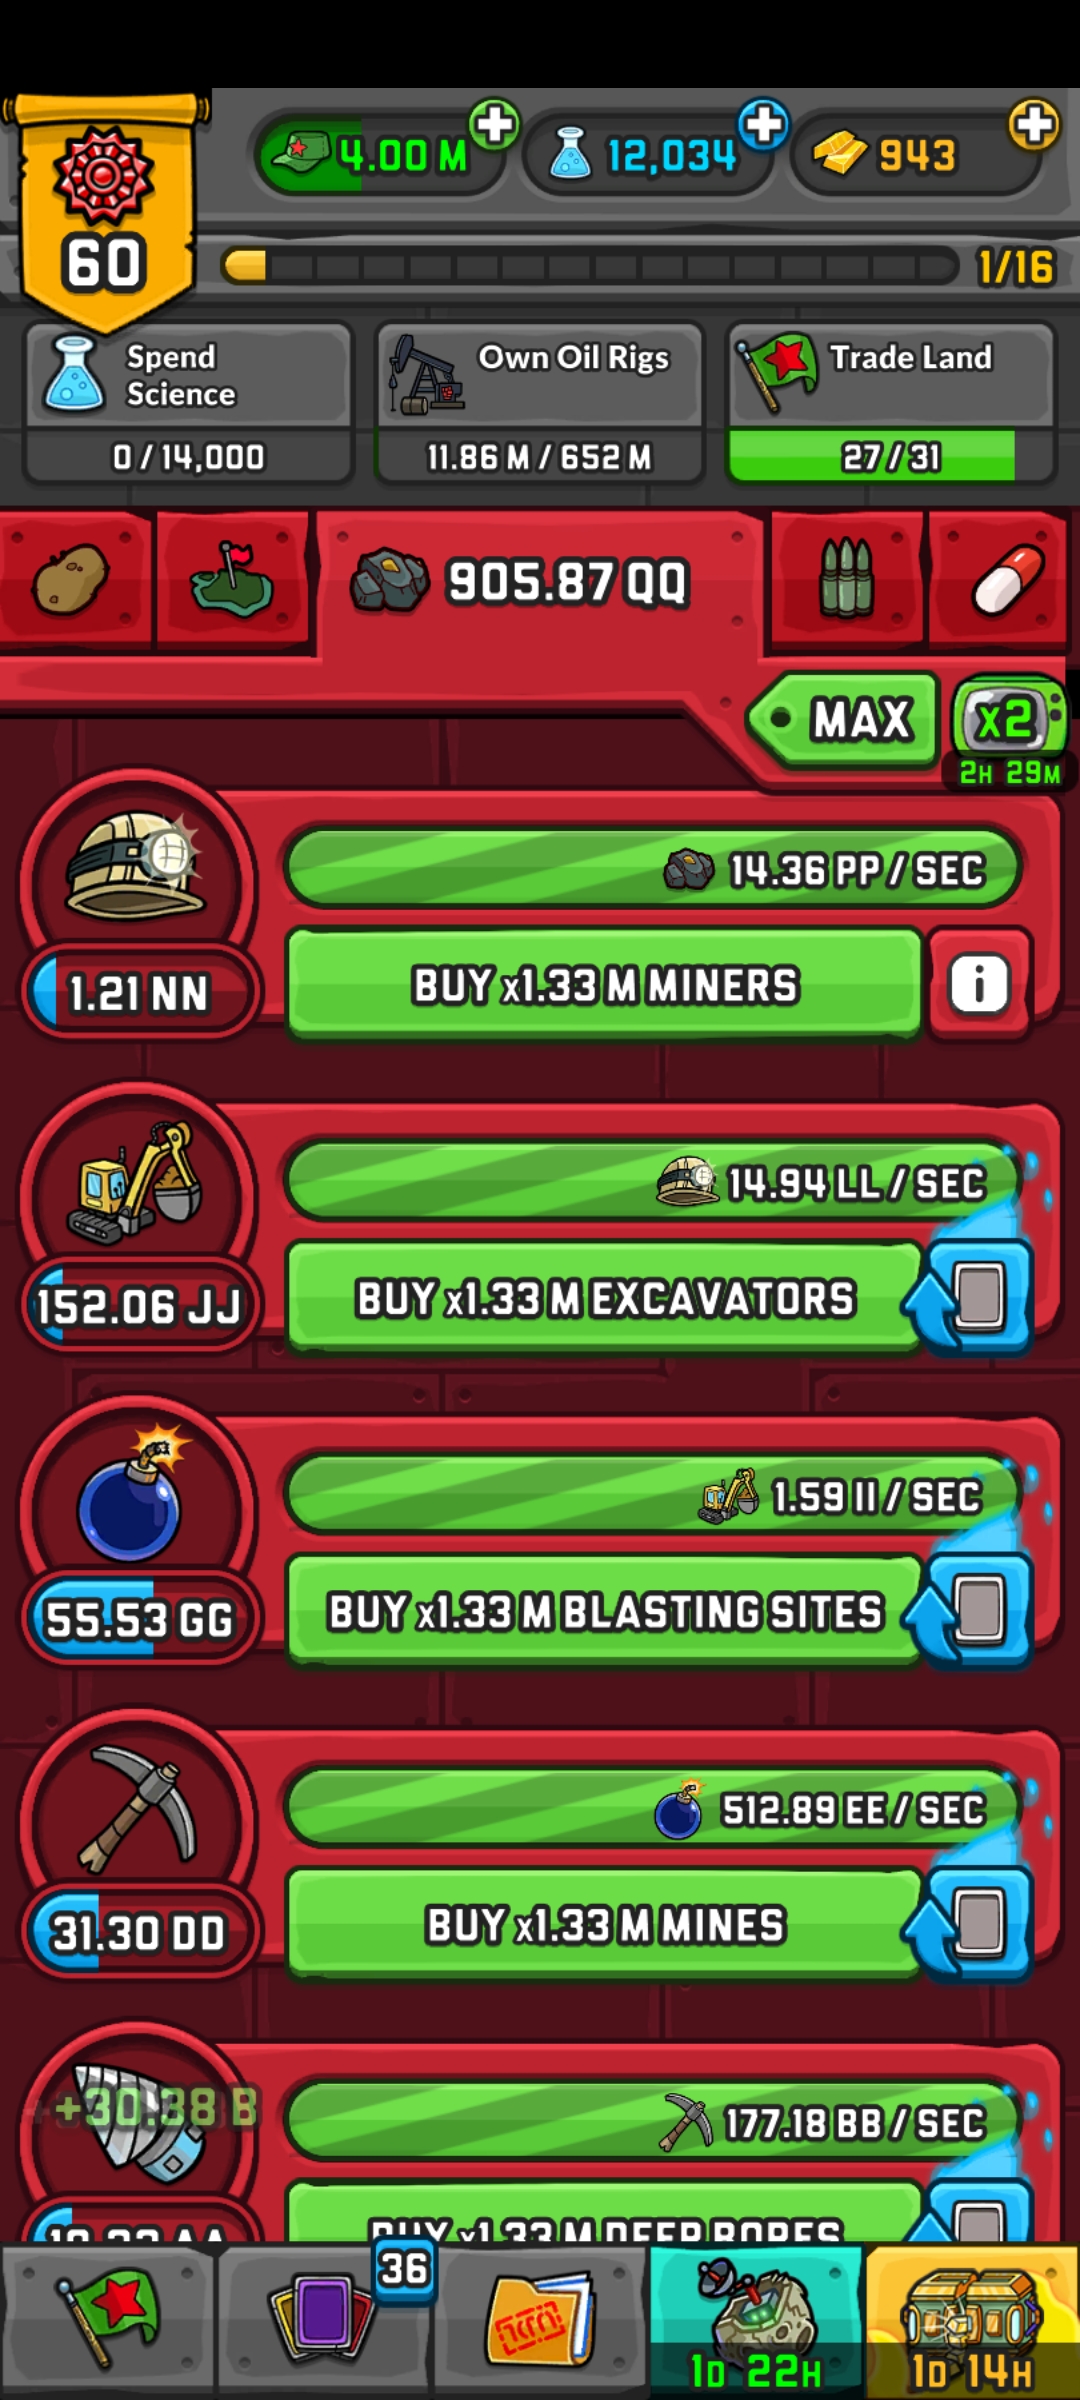 4.00 M
12,034
943
60
1/16
Spend
Science
0 / 14,000
Own Oil Rigs
11.86 M / 652 M
Trade Land
27 / 31
905.87 QQ
MAX
x2
2H 29M
14.36 PP / SEC
1.21 NN
BUY x1.33 M MINERS
i
14.94 LL / SEC
152.06 JJ
BUY x1.33 M EXCAVATORS
1.59 II / SEC
55.53 GG
BUY x1.33 M BLASTING SITES
512.89 EE / SEC
31.30 DD
BUY x1.33 M MINES
+30.38 B
177.18 BB / SEC
BUY x1.33 M DEEP BORES
36
1D 22H
1D 14H